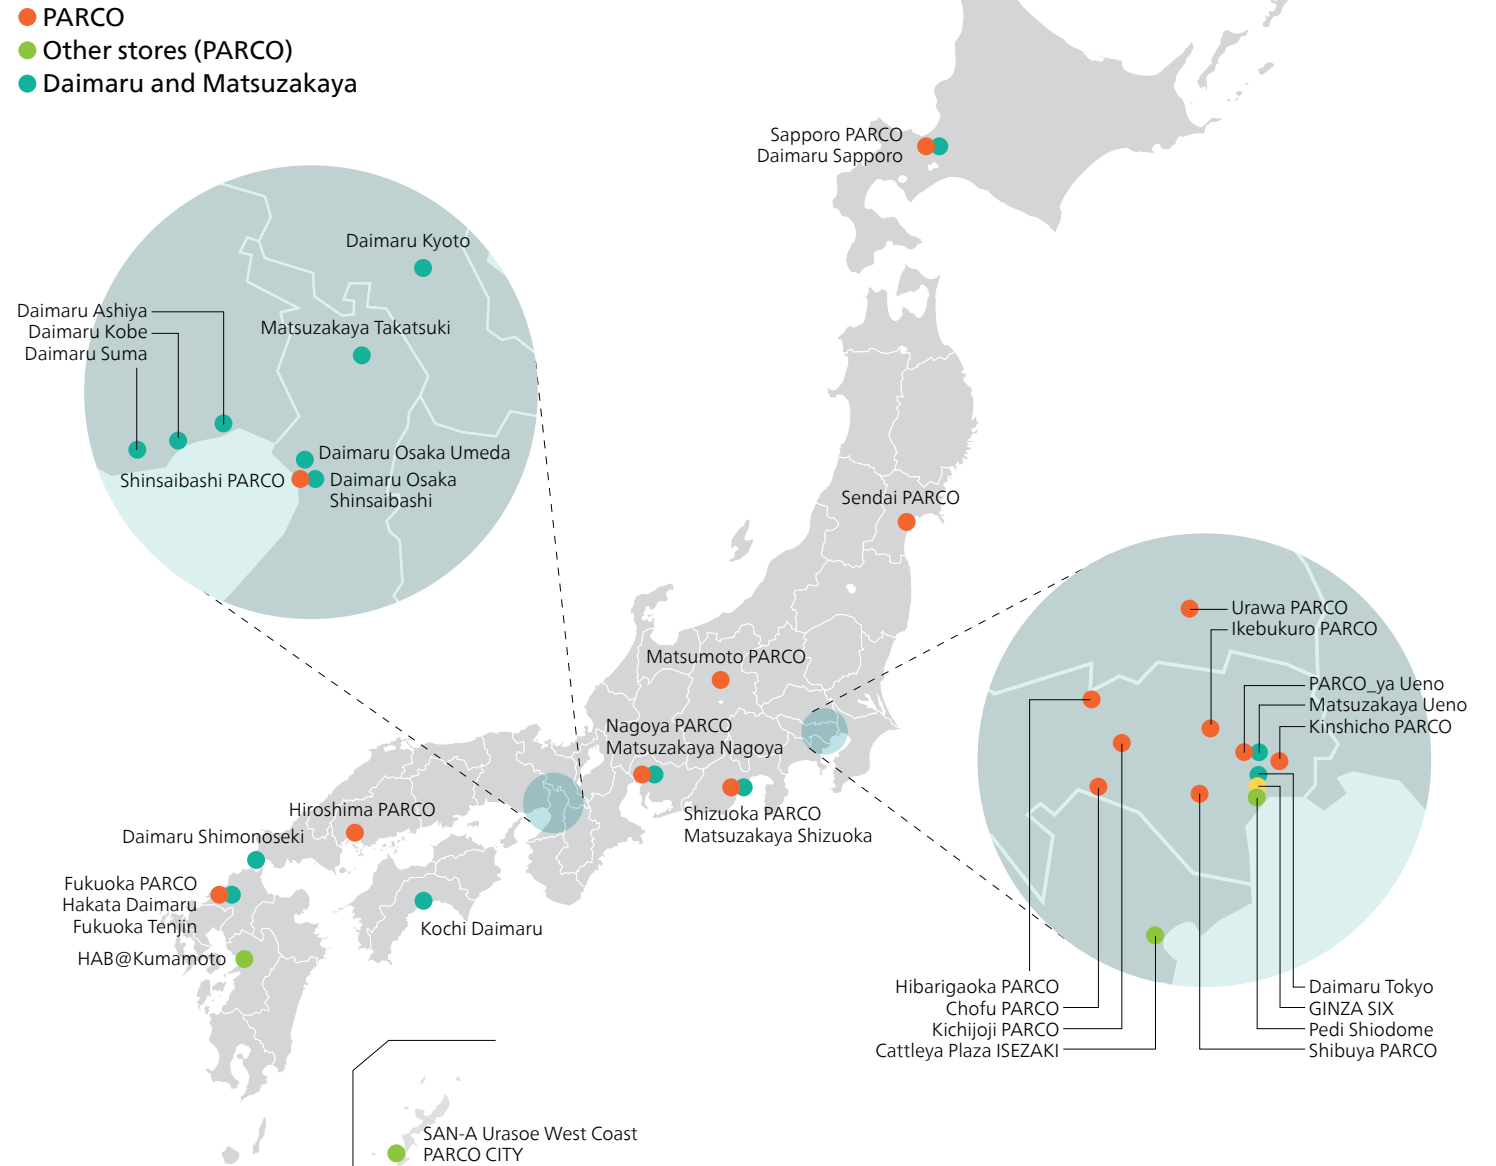 PARCO
Other stores (PARCO)
Daimaru and Matsuzakaya
Sapporo PARCO
Daimaru Sapporo
Daimaru Kyoto
Daimaru Ashiya
Daimaru Kobe
Daimaru Suma
Matsuzakaya Takatsuki
Daimaru Osaka Umeda
Shinsaibashi PARCO
Daimaru Osaka
Shinsaibashi
Sendai PARCO
Urawa PARCO
Ikebukuro PARCO
Matsumoto PARCO
PARCO_ya Ueno
Matsuzakaya Ueno
Kinshicho PARCO
Nagoya PARCO
Matsuzakaya Nagoya
Shizuoka PARCO
Matsuzakaya Shizuoka
Hiroshima PARCO
Daimaru Shimonoseki
Fukuoka PARCO
Hakata Daimaru
Fukuoka Tenjin
Kochi Daimaru
HAB@Kumamoto
Hibarigaoka PARCO
Chofu PARCO
Kichijoji PARCO
Cattleya Plaza ISEZAKI
Daimaru Tokyo
GINZA SIX
Pedi Shiodome
Shibuya PARCO
SAN-A Urasoe West Coast
PARCO CITY